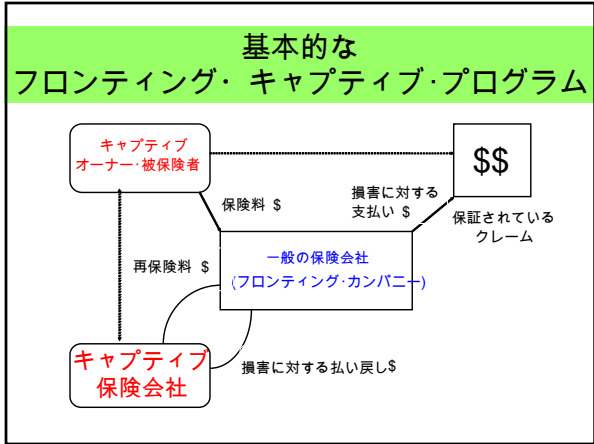 基本的な
フロンティング・ キャプティブ・プログラム
キャプティブ
オーナー・被保険者
$$
保険料 $
損害に対する
支払い $
保証されている
クレーム
一般の保険会社
(フロンティング・カンパニー)
再保険料 $
キャプティブ
保険会社
損害に対する払い戻し$